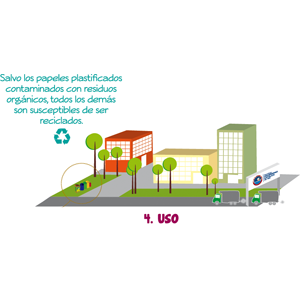 Salvo los papeles plastificados
contaminados con residuos
orgánicos, todos los demás
son susceptibles de ser
reciclados.
4. USO